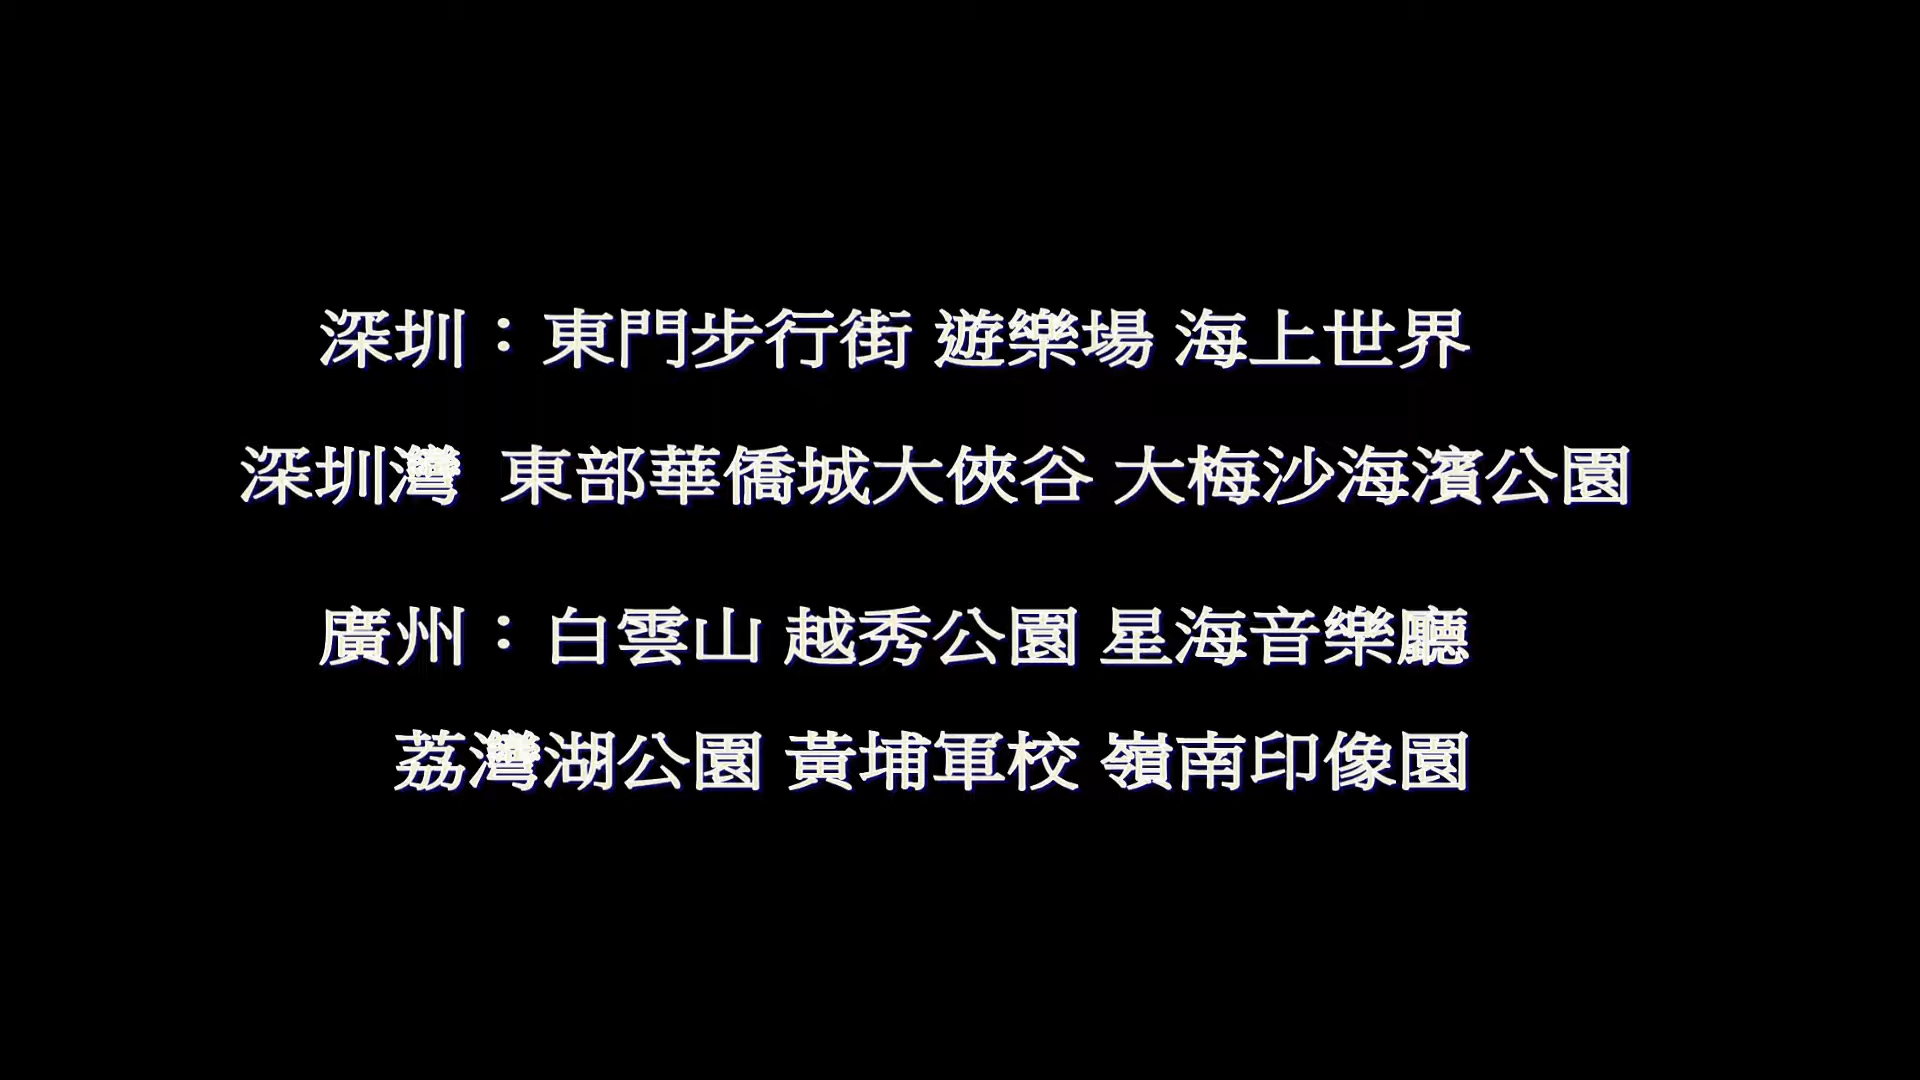 深圳：東門步行街 遊樂場 海上世界
深圳灣 東部華僑城大俠谷 大梅沙海濱公園
廣州：白雲山 越秀公園 星海音樂廳
荔灣湖公園 黃埔軍校 嶺南印像園